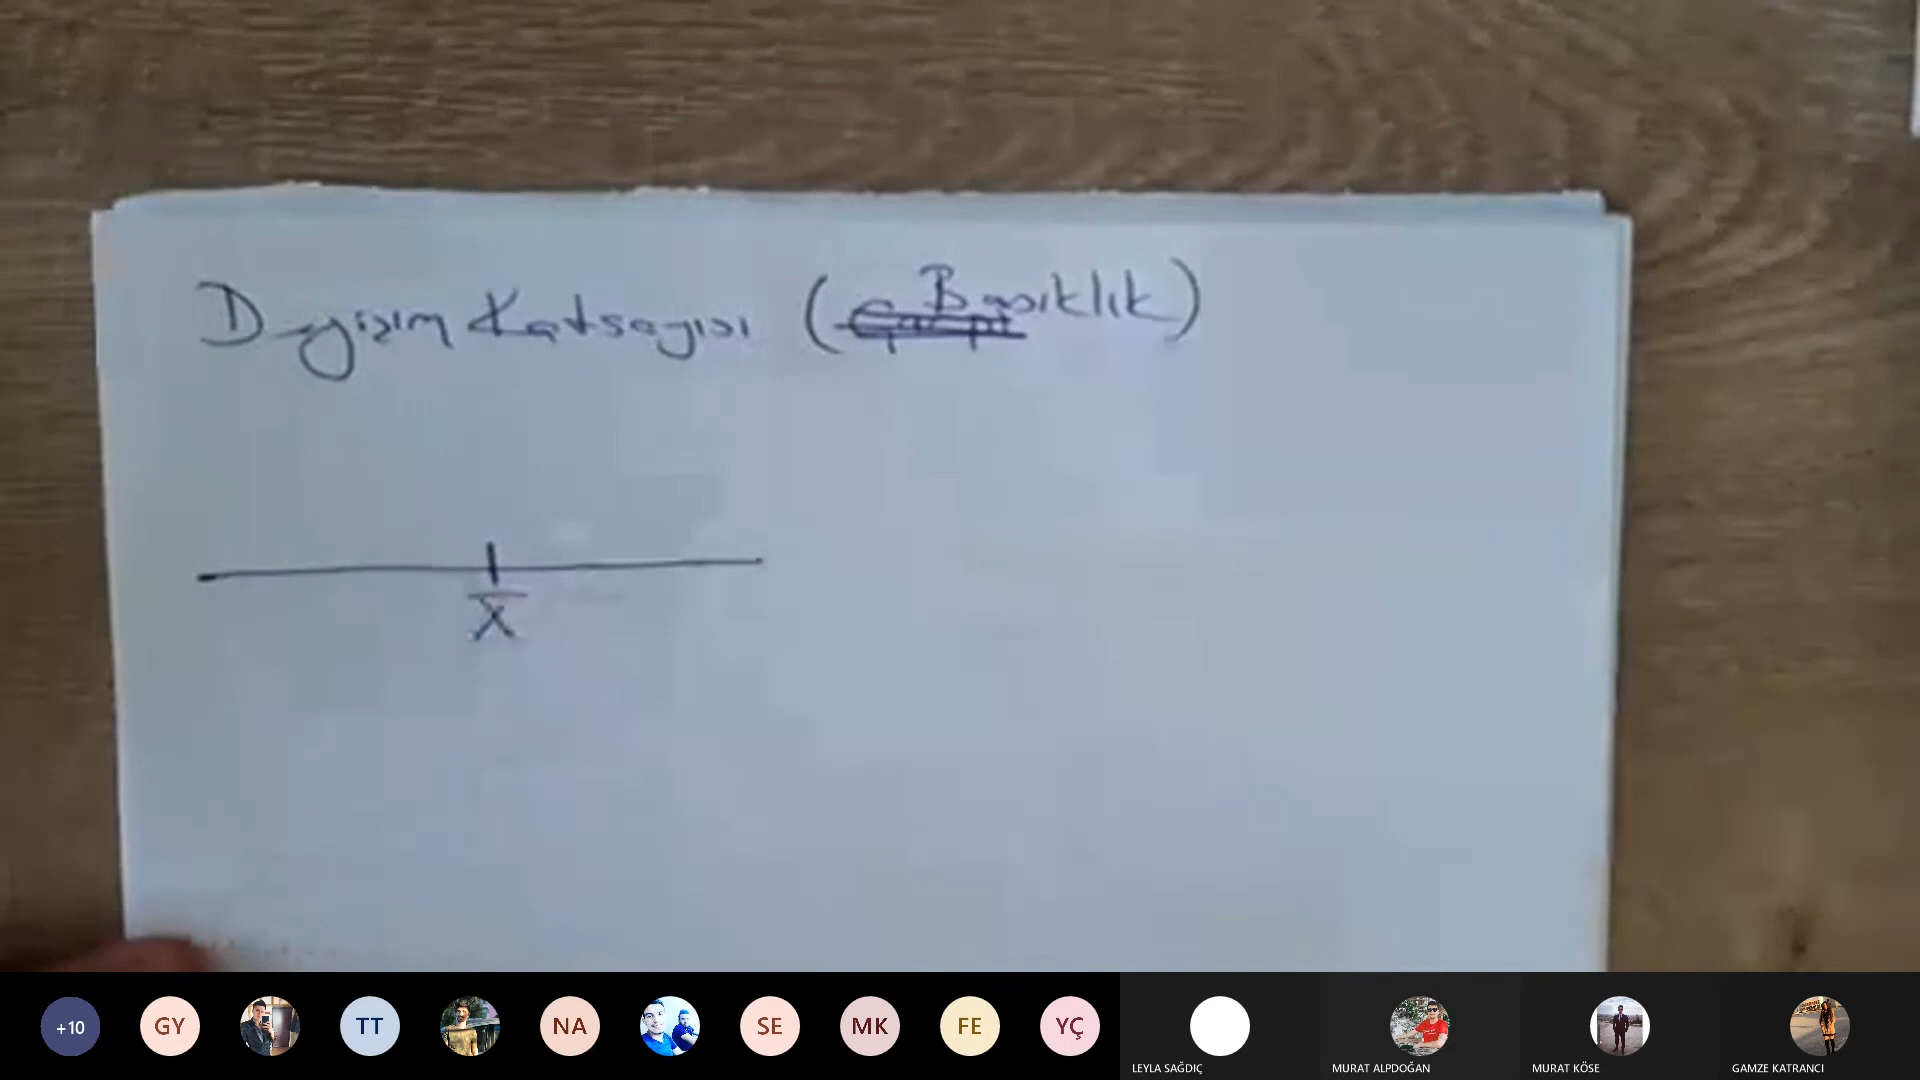 Değişim Katsayısı (Basıklık)
X̄
+10
GY
TT
NA
SE
MK
FE
YÇ
LEYLA SAĞDIÇ
MURAT ALPDOĞAN
MURAT KÖSE
GAMZE KATRANCI